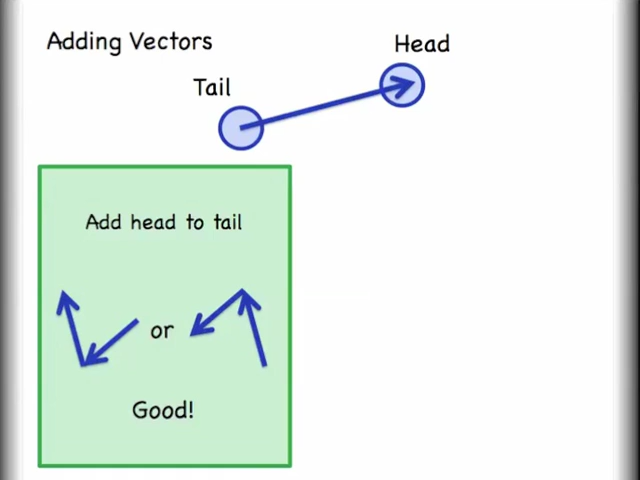 Adding Vectors
Head
Tail
Add head to tail
or
Good!